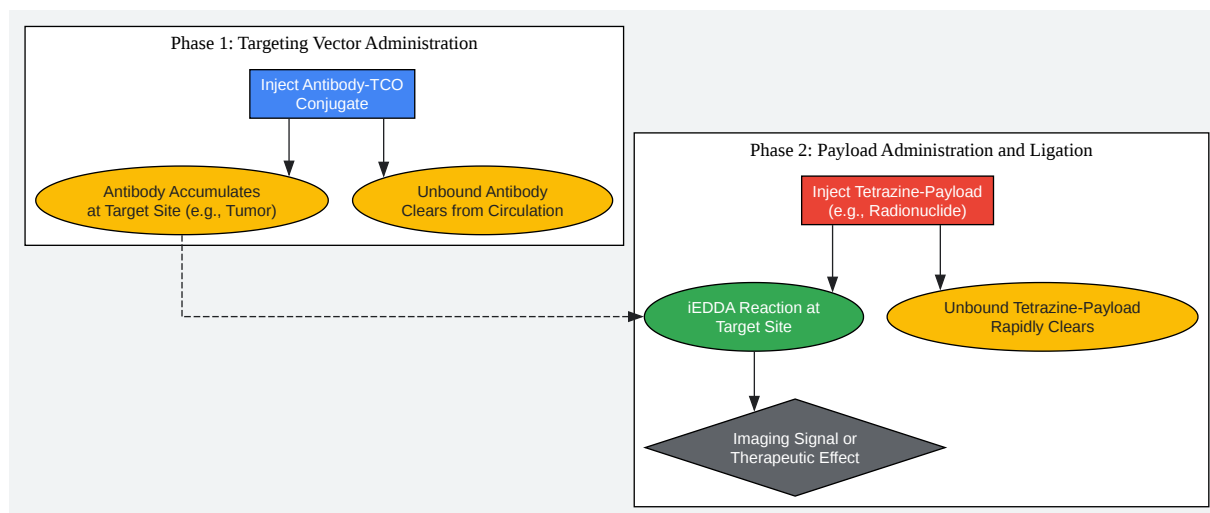 Phase 1: Targeting Vector Administration
Inject Antibody-TCO
Conjugate
Antibody Accumulates
at Target Site (e.g., Tumor)
Unbound Antibody
Clears from Circulation
Phase 2: Payload Administration and Ligation
Inject Tetrazine-Payload
(e.g., Radionuclide)
iEDDA Reaction at
Target Site
Unbound Tetrazine-Payload
Rapidly Clears
Imaging Signal or
Therapeutic Effect